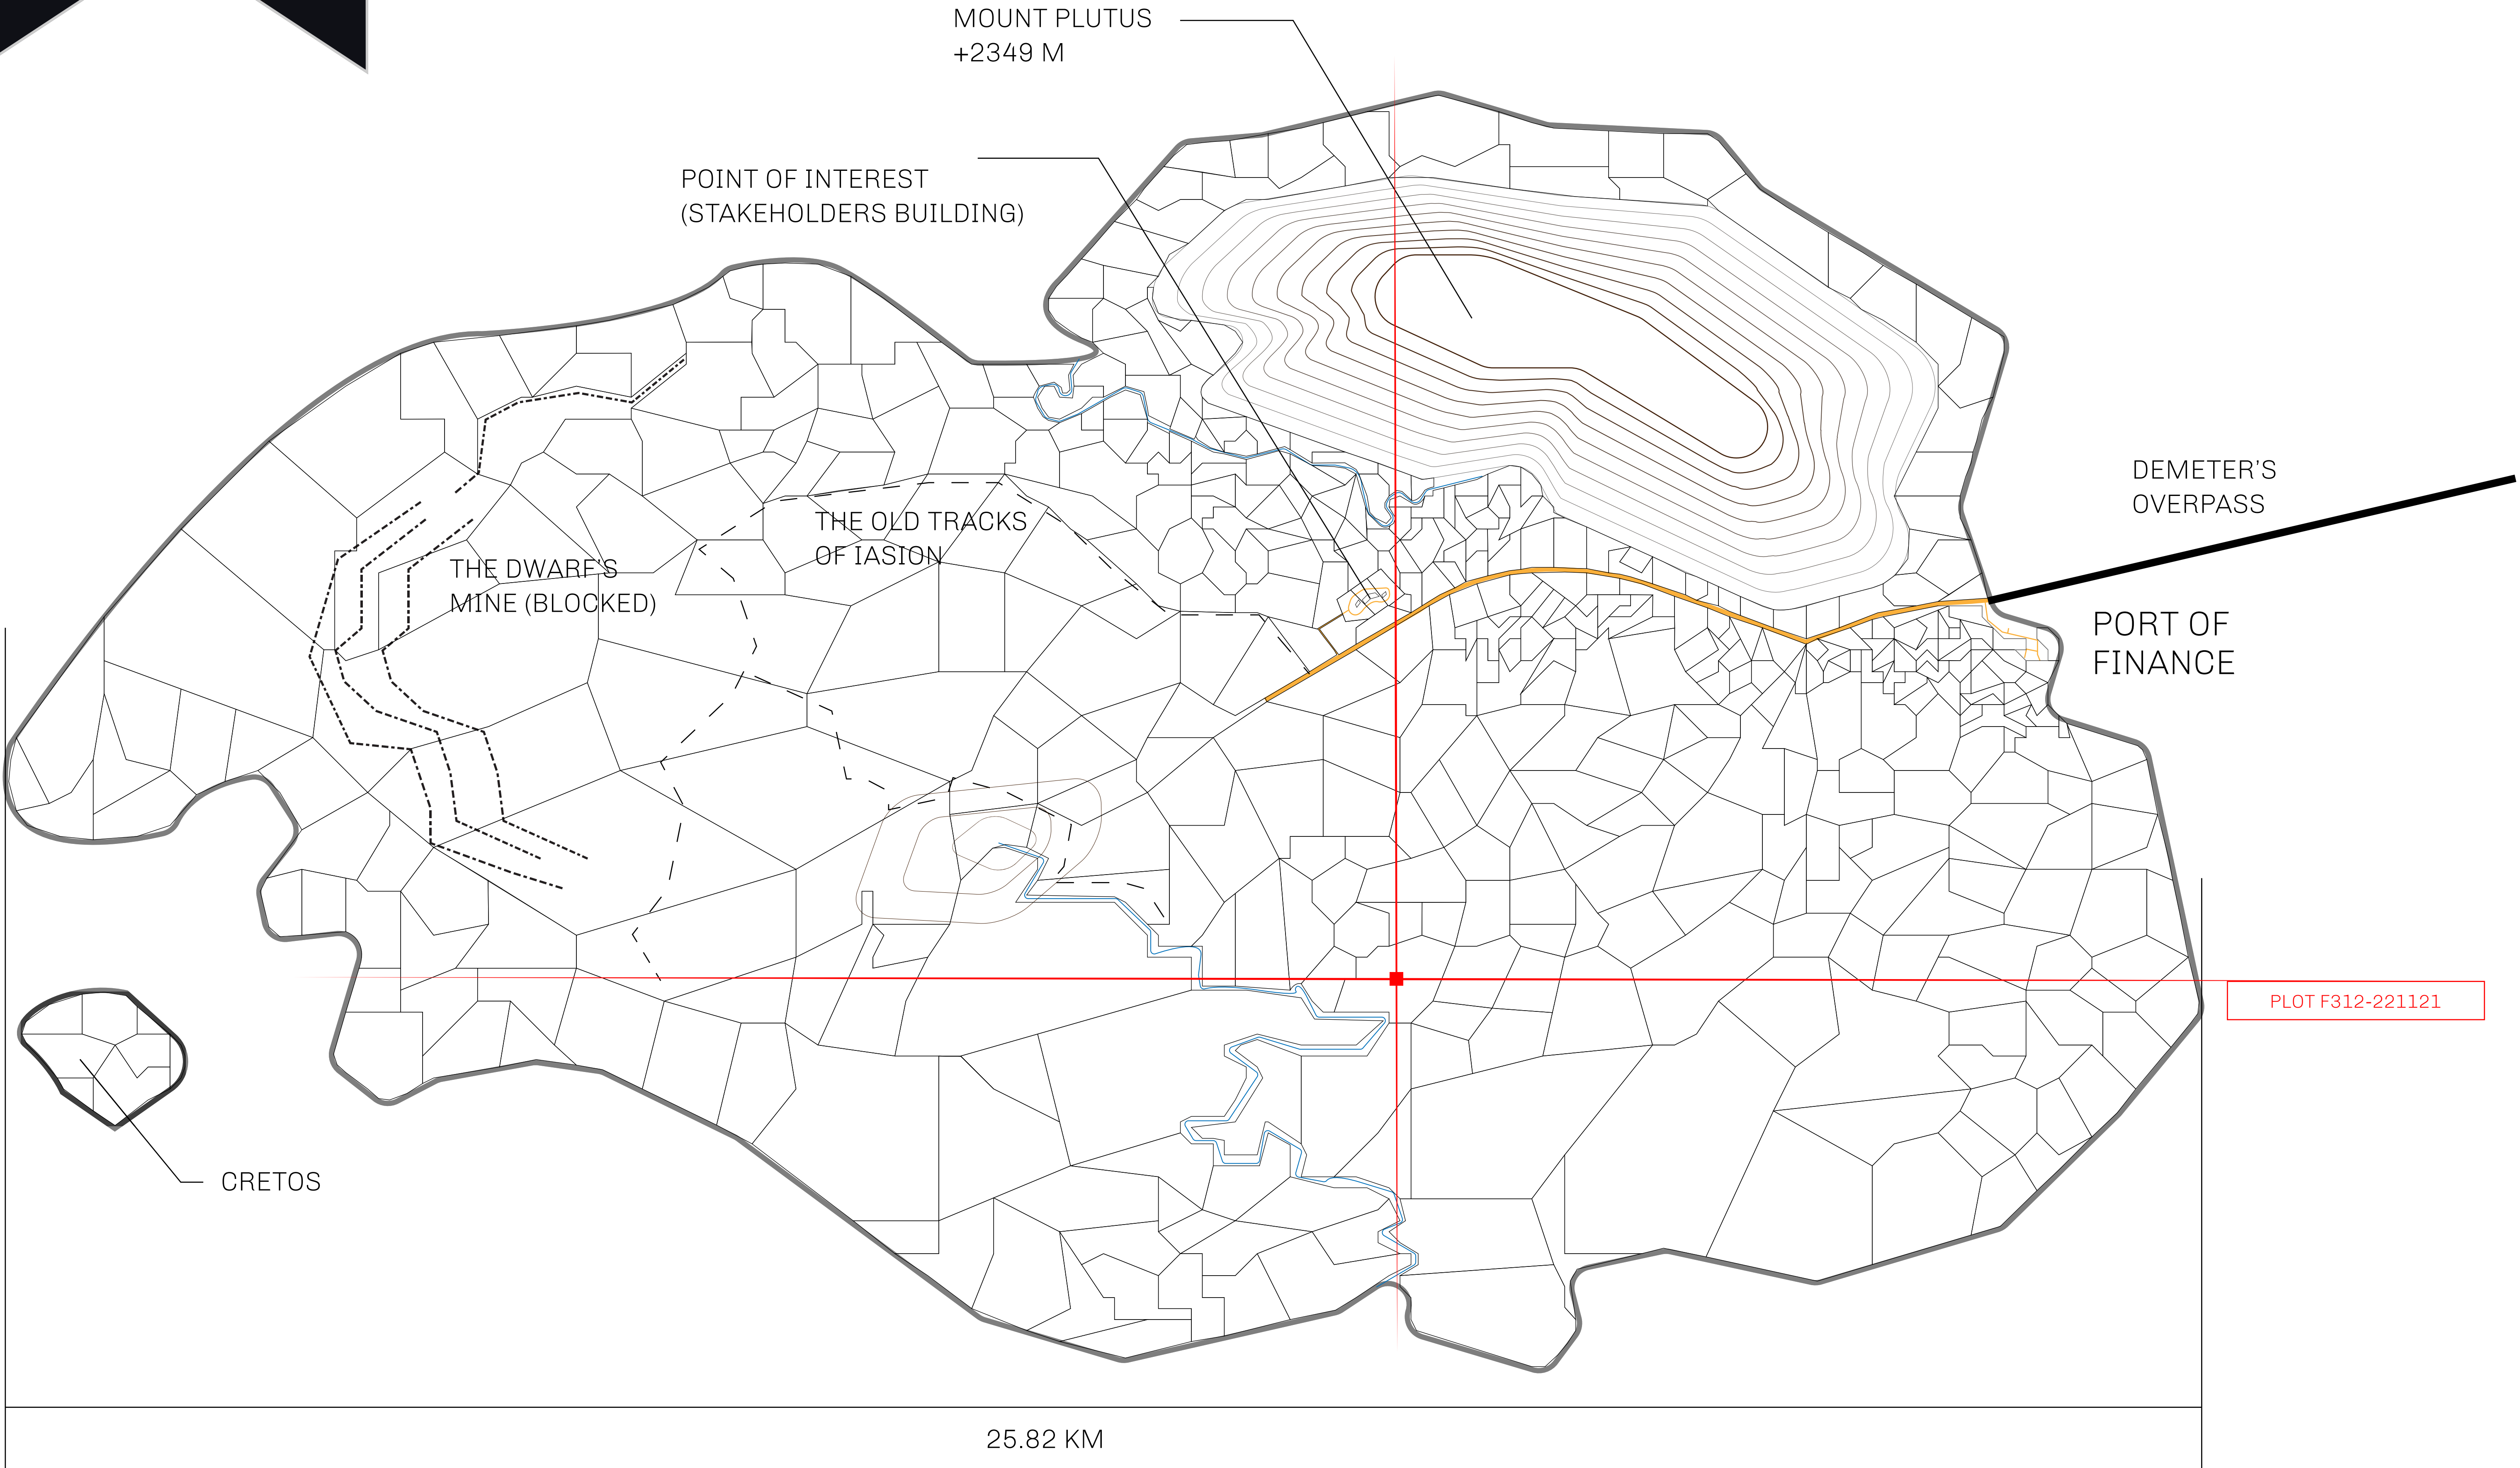 MOUNT PLUTUS
+2349 M
POINT OF INTEREST
(STAKEHOLDERS BUILDING)
DEMETER'S
OVERPASS
THE OLD TRACKS
OF IASION
THE DWARF'S
MINE (BLOCKED)
PORT OF
FINANCE
PLOT F312-221121
CRETOS
25.82 KM